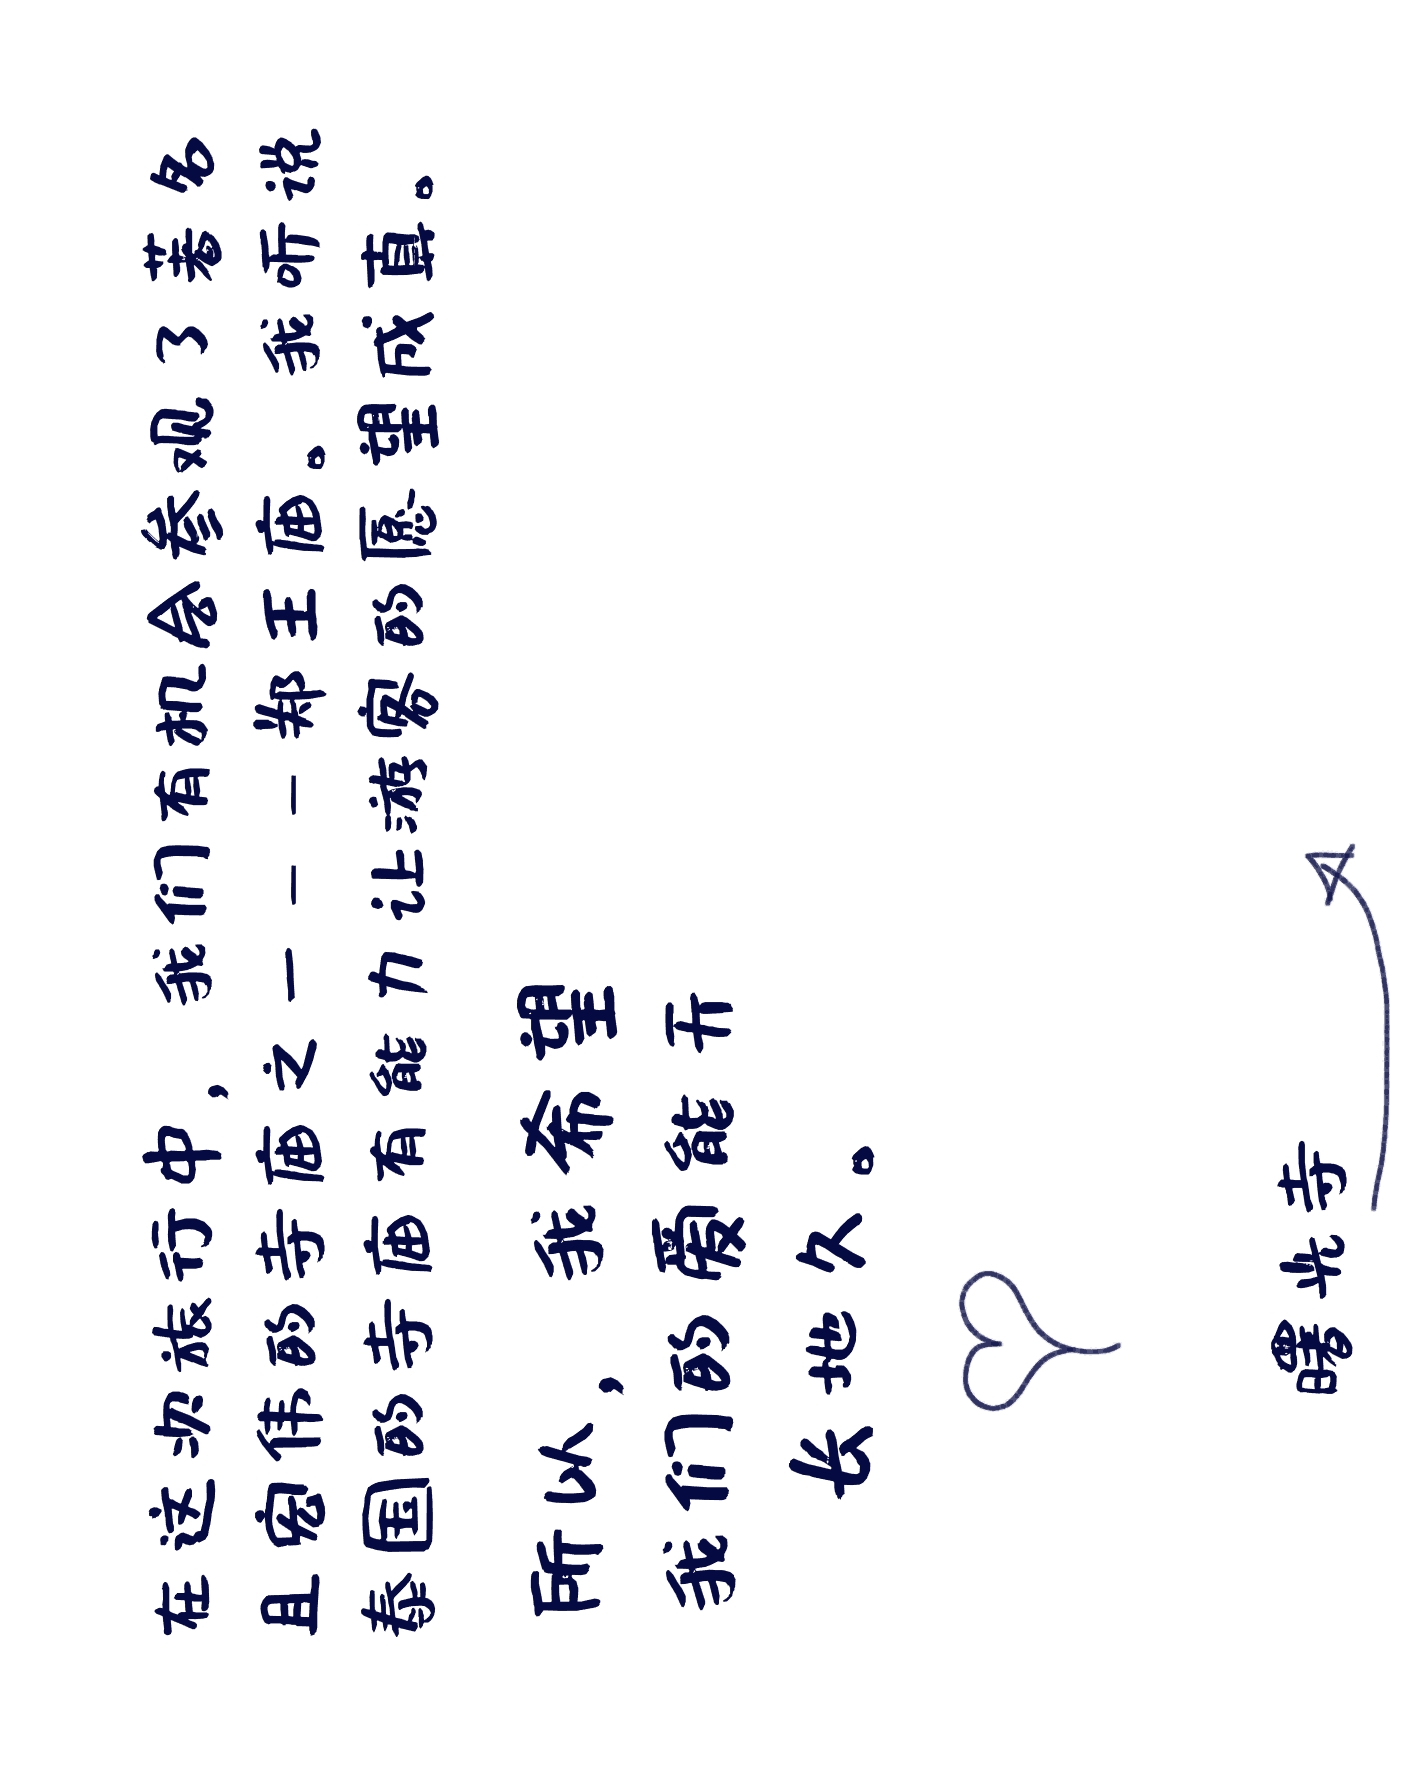 在这次旅行中，我们有机会参观了著名
且宏伟的寺庙之一——郑王庙。我听说
泰国的寺庙有能力让游客的愿望成真。
所以，我希望
我们的爱能天
长地久。
曙光寺